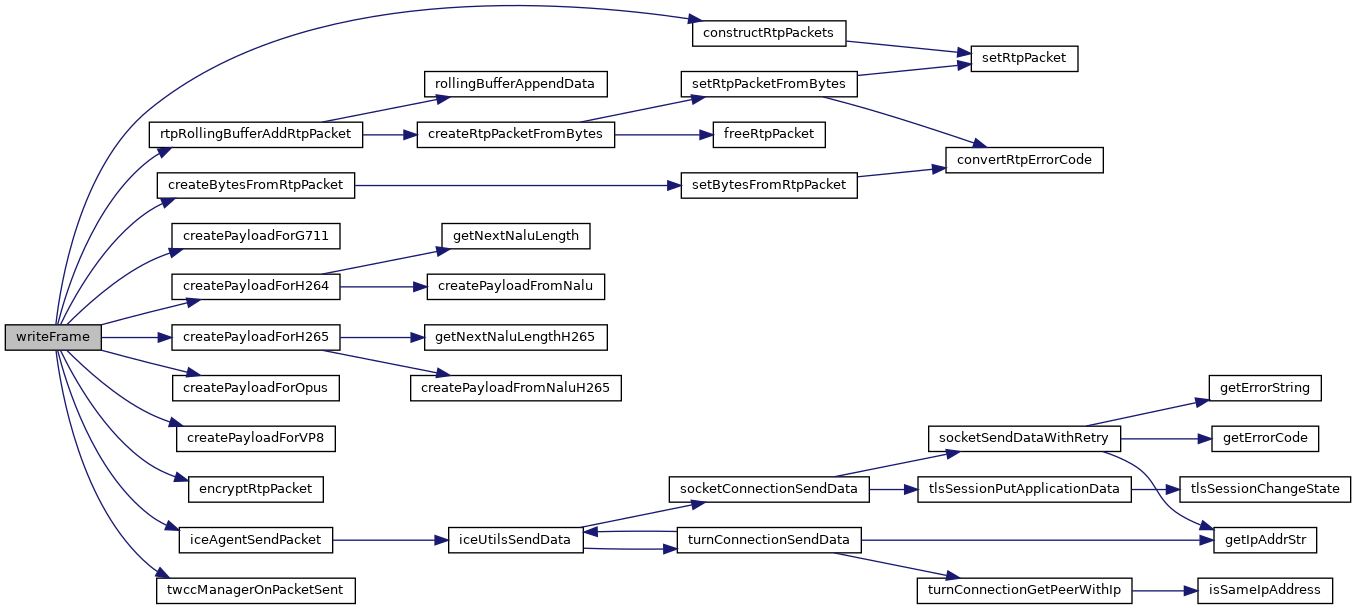 constructRtpPackets
setRtpPacket
rollingBufferAppendData
setRtpPacketFromBytes
rtpRollingBufferAddRtpPacket
createRtpPacketFromBytes
freeRtpPacket
convertRtpErrorCode
createBytesFromRtpPacket
setBytesFromRtpPacket
createPayloadForG711
getNextNaluLength
createPayloadForH264
createPayloadFromNalu
writeFrame
createPayloadForH265
getNextNaluLengthH265
createPayloadForOpus
createPayloadFromNaluH265
getErrorString
createPayloadForVP8
socketSendDataWithRetry
getErrorCode
encryptRtpPacket
socketConnectionSendData
tlsSessionPutApplicationData
tlsSessionChangeState
iceAgentSendPacket
iceUtilsSendData
turnConnectionSendData
getIpAddrStr
twccManagerOnPacketSent
turnConnectionGetPeerWithIp
isSameIpAddress